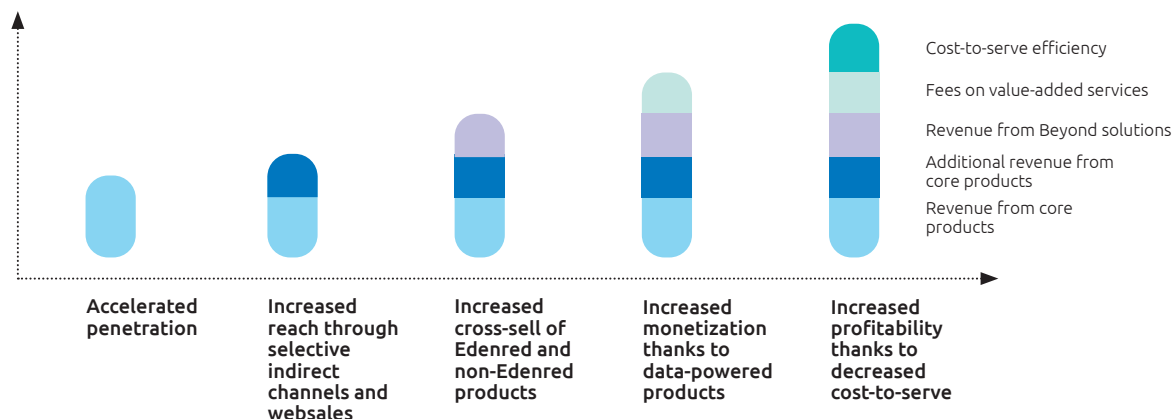 Cost-to-serve efficiency
Fees on value-added services
Revenue from Beyond solutions
Additional revenue from
core products
Revenue from core
products
Accelerated
penetration
Increased
reach through
selective
indirect
channels and
websales
Increased
cross-sell of
Edenred and
non-Edenred
products
Increased
monetization
thanks to
data-powered
products
Increased
profitability
thanks to
decreased
cost-to-serve